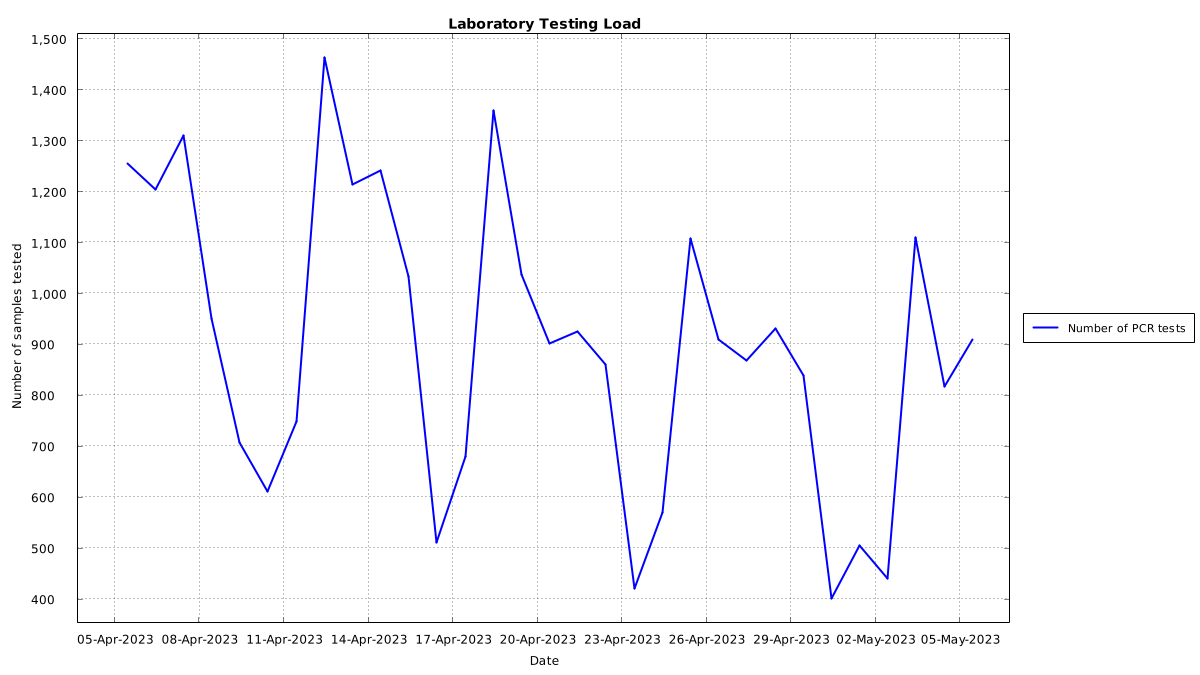 Laboratory Testing Load
1,500
1,400
1,300
1,200
1,100
1,000
900
800
700
600
500
400
Number of samples tested
05-Apr-2023 08-Apr-2023 11-Apr-2023 14-Apr-2023 17-Apr-2023 20-Apr-2023 23-Apr-2023 26-Apr-2023 29-Apr-2023 02-May-2023 05-May-2023
Date
Number of PCR tests